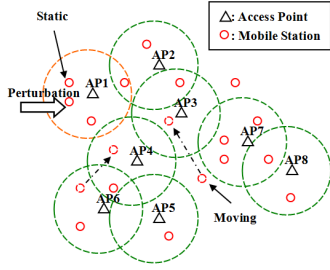 : Access Point
: Mobile Station
Static
AP2
AP1
Perturbation
AP3
AP7
AP4
AP8
AP6
AP5
Moving